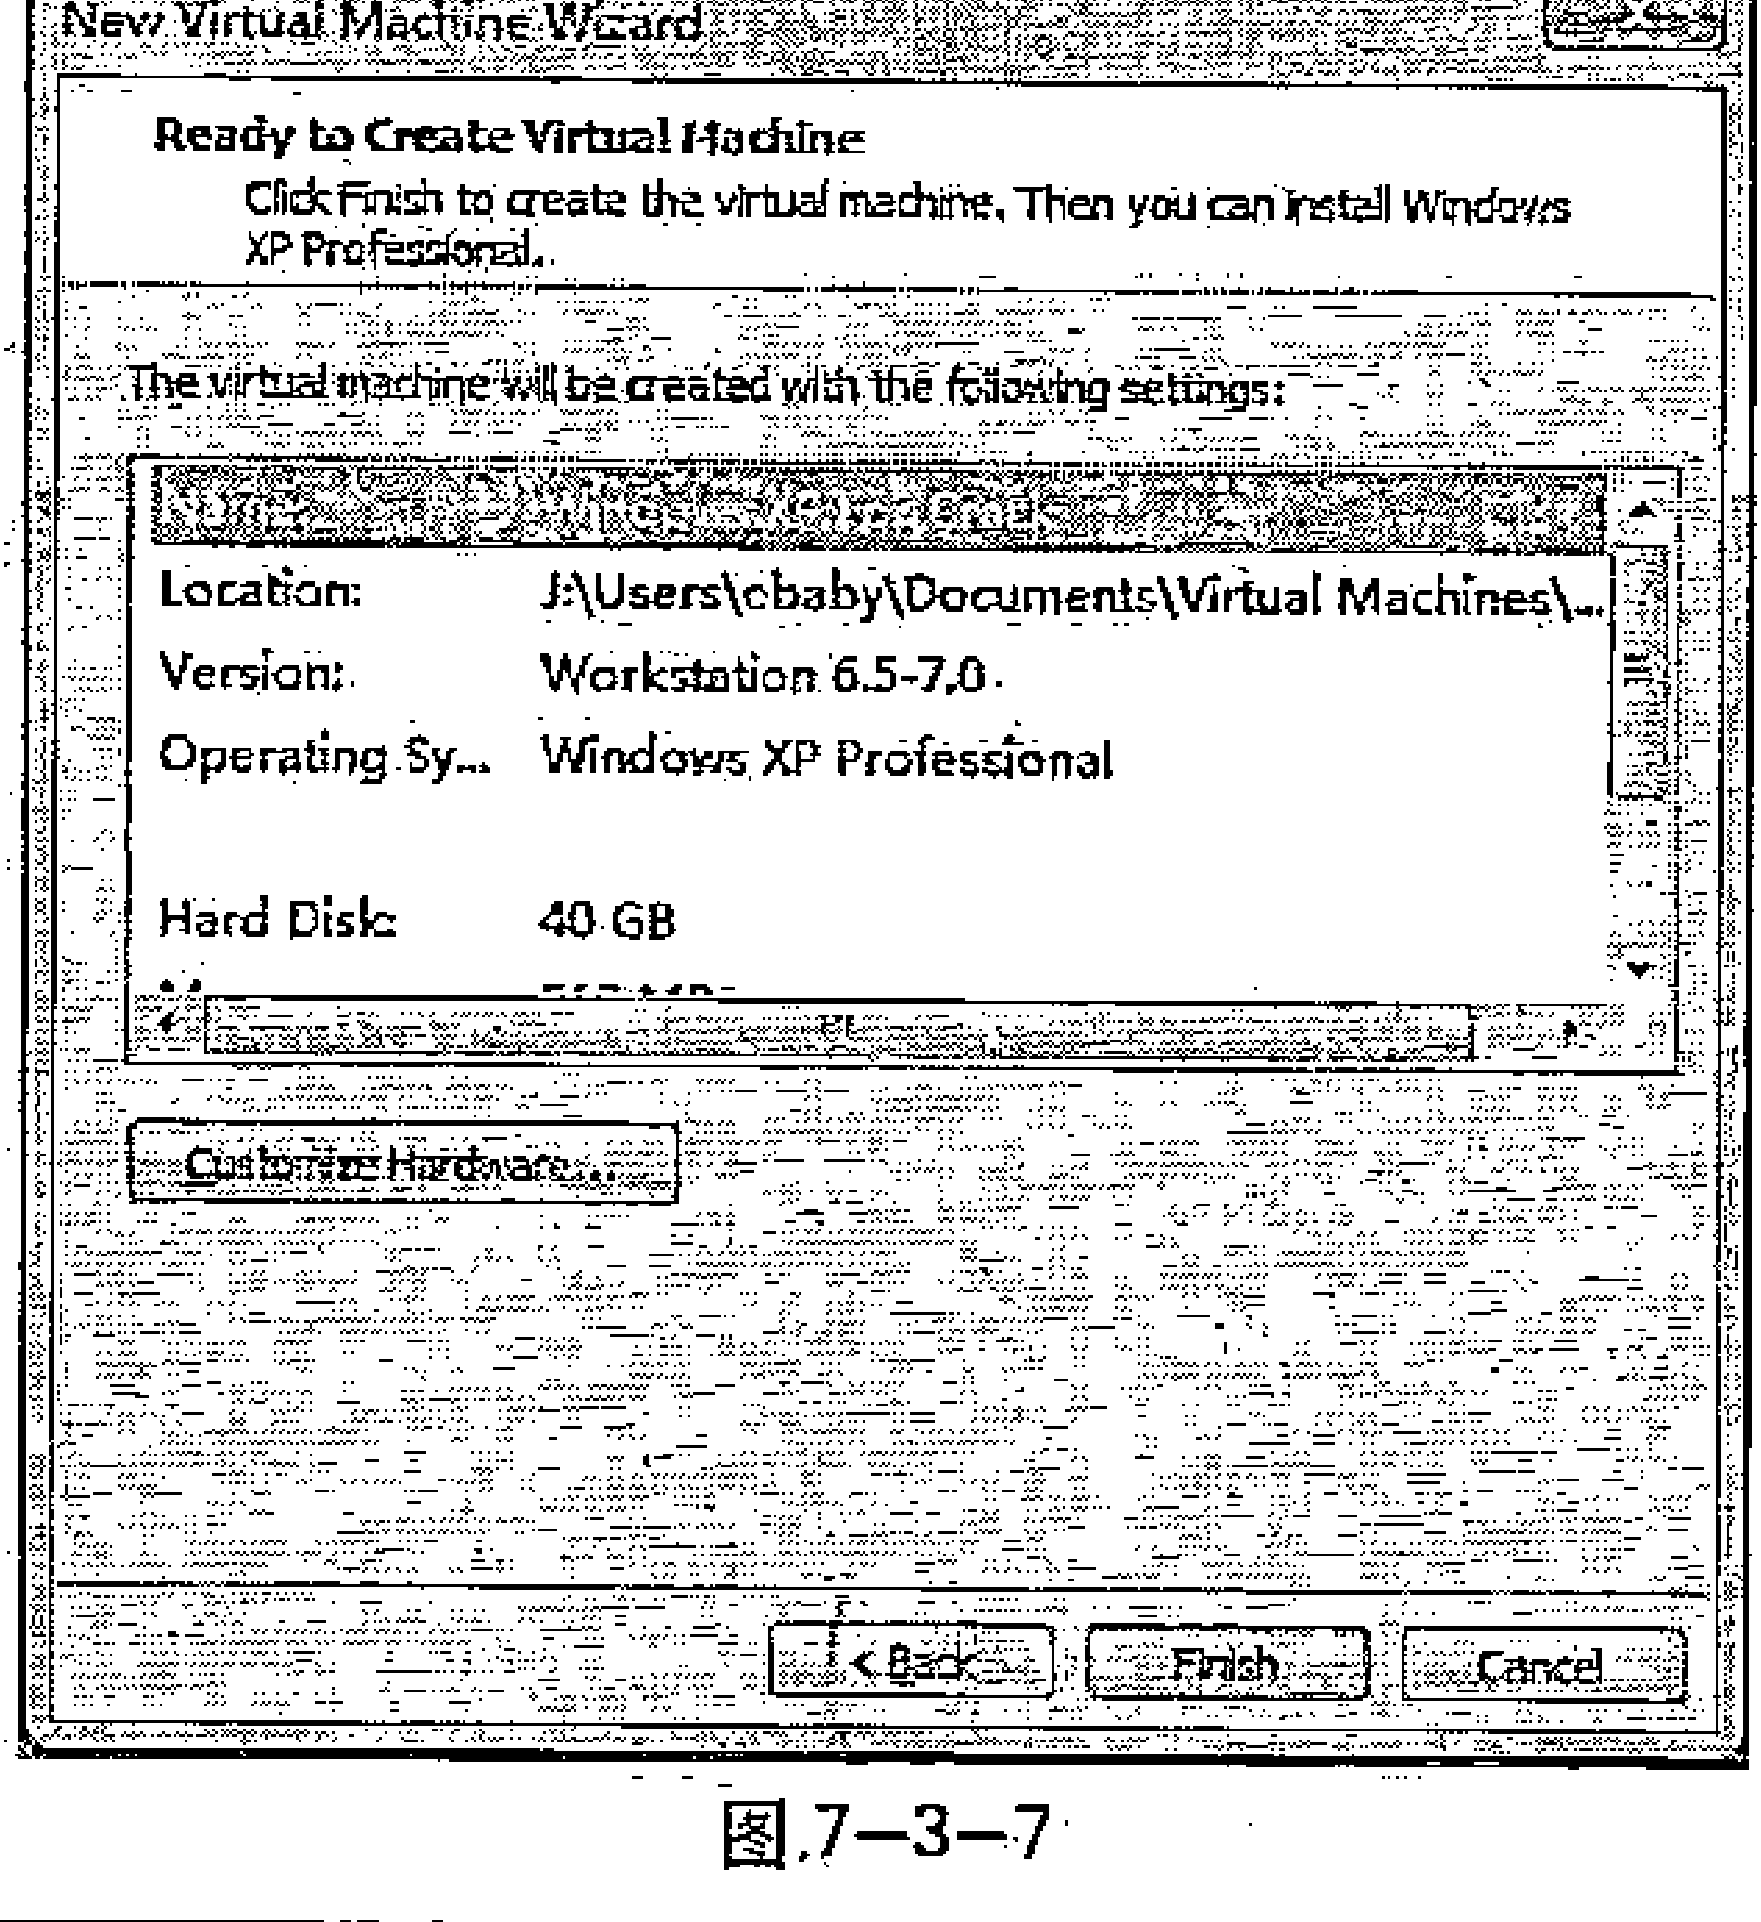 New Virtual Machine Wizard
Ready to Create Virtual Machine
Click Finish to create the virtual machine. Then you can install Windows
XP Professional.
The virtual machine will be created with the following settings:
Location: J:\Users\obaby\Documents\Virtual Machines\...
Version: Workstation 6.5-7.0
Operating Sy... Windows XP Professional
Hard Disk: 40 GB
Customize Hardware...
< Back Finish Cancel
图 7-3-7